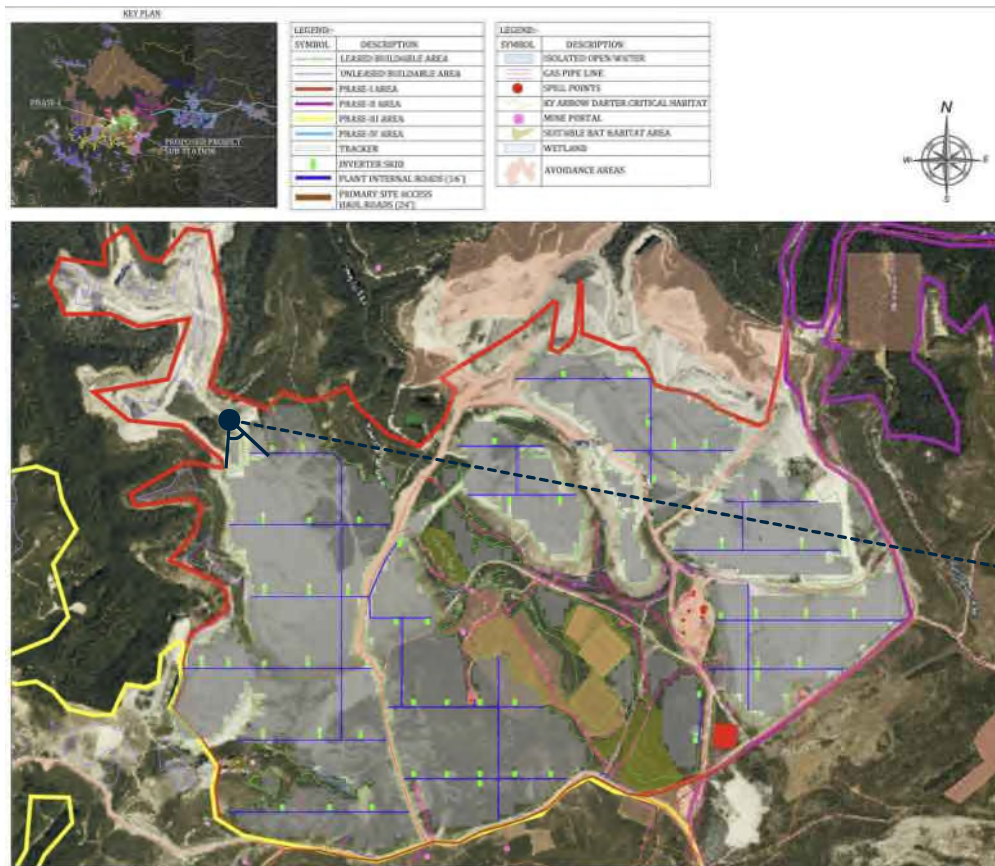 KEY PLAN
PHASE-I
PROPOSED PROJECT
SUB STATION
LEGEND:-
SYMBOL DESCRIPTION
LEASED BUILDABLE AREA
UNLEASED BUILDABLE AREA
PHASE-I AREA
PHASE-II AREA
PHASE-III AREA
PHASE-IV AREA
TRACKER
INVERTER SKID
PLANT INTERNAL ROADS (16')
PRIMARY SITE ACCESS
HAUL ROADS (24')
LEGEND:-
SYMBOL DESCRIPTION
ISOLATED OPEN WATER
GAS PIPE LINE
SPILL POINTS
KY ARROW DARTER CRITICAL HABITAT
MINE PORTAL
SUITABLE BAT HABITAT AREA
WETLAND
AVOIDANCE AREAS
N
W E
S